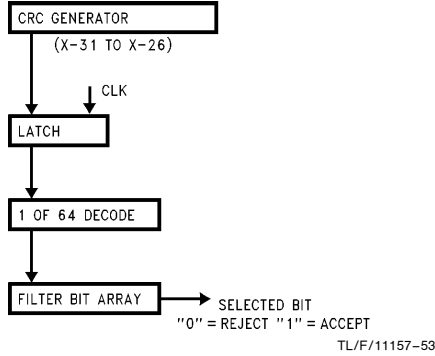 CRC GENERATOR
(X-31 TO X-26)
CLK
LATCH
1 OF 64 DECODE
FILTER BIT ARRAY
SELECTED BIT
"0" = REJECT "1" = ACCEPT
TL/F/11157-53